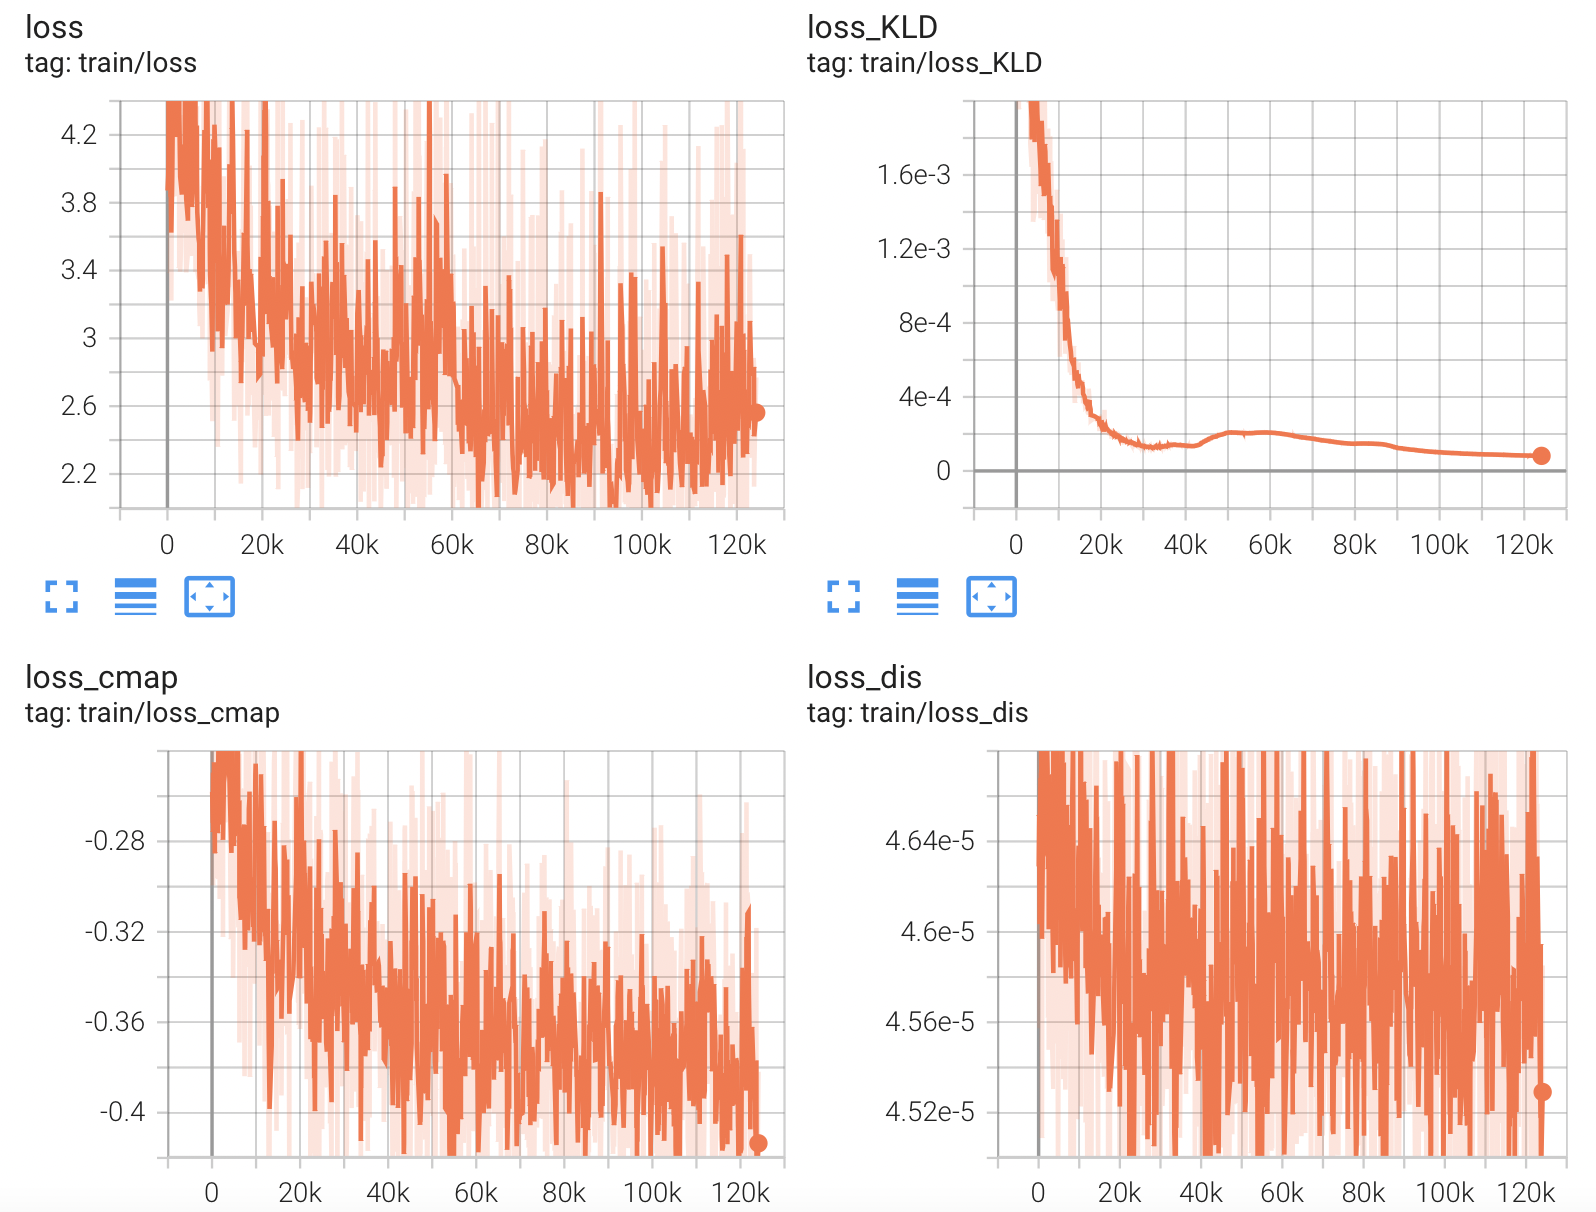 loss
tag: train/loss
4.2
3.8
3.4
3
2.6
2.2
0 20k 40k 60k 80k 100k 120k
loss_KLD
tag: train/loss_KLD
1.6e-3
1.2e-3
8e-4
4e-4
0
0 20k 40k 60k 80k 100k 120k
loss_cmap
tag: train/loss_cmap
-0.28
-0.32
-0.36
-0.4
0 20k 40k 60k 80k 100k 120k
loss_dis
tag: train/loss_dis
4.64e-5
4.6e-5
4.56e-5
4.52e-5
0 20k 40k 60k 80k 100k 120k